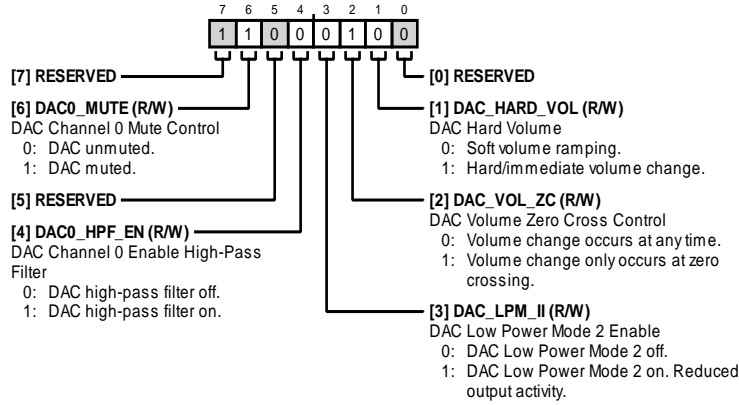 7 6 5 4 3 2 1 0
1 1 0 0 0 1 0 0
[7] RESERVED
[6] DAC0_MUTE (R/W)
DAC Channel 0 Mute Control
0: DAC unmuted.
1: DAC muted.
[5] RESERVED
[4] DAC0_HPF_EN (R/W)
DAC Channel 0 Enable High-Pass
Filter
0: DAC high-pass filter off.
1: DAC high-pass filter on.
[0] RESERVED
[1] DAC_HARD_VOL (R/W)
DAC Hard Volume
0: Soft volume ramping.
1: Hard/immediate volume change.
[2] DAC_VOL_ZC (R/W)
DAC Volume Zero Cross Control
0: Volume change occurs at any time.
1: Volume change only occurs at zero
crossing.
[3] DAC_LPM_II (R/W)
DAC Low Power Mode 2 Enable
0: DAC Low Power Mode 2 off.
1: DAC Low Power Mode 2 on. Reduced
output activity.